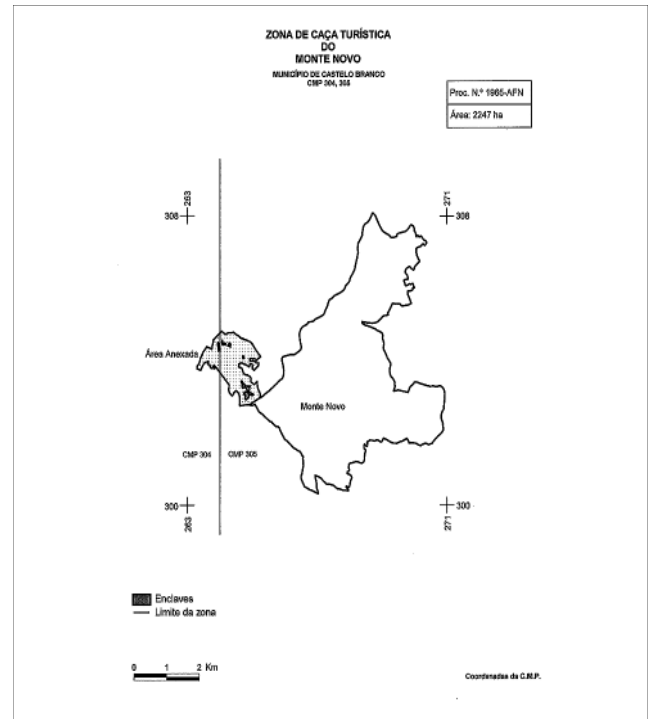 ZONA DE CAÇA TURÍSTICA
DO
MONTE NOVO
MUNICÍPIO DE CASTELO BRANCO
CMP 304, 305
Proc. N.º 1965-AFN
Área: 2247 ha
263
308
271
308
Área Anexada
Monte Novo
CMP 304
CMP 305
300
263
300
271
Enclaves
Limite da zona
0 1 2 Km
Coordenadas da C.M.P.